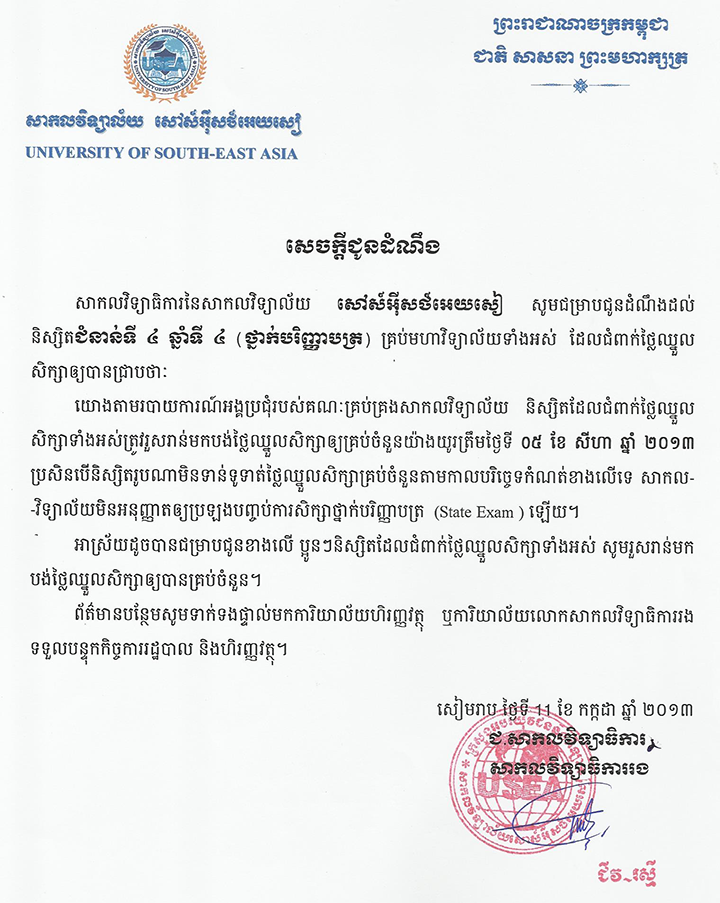 ព្រះរាជាណាចក្រកម្ពុជា
ជាតិ សាសនា ព្រះមហាក្សត្រ
USEA
UNIVERSITY OF SOUTH-EAST ASIA
សាកលវិទ្យាល័យ សៅស៍អ៊ីសថ៍អេយសៀ
UNIVERSITY OF SOUTH-EAST ASIA
សេចក្តីជូនដំណឹង
សាកលវិទ្យាធិការនៃសាកលវិទ្យាល័យ សៅស៍អ៊ីសថ៍អេយសៀ សូមជម្រាបជូនដំណឹងដល់
និស្សិតជំនាន់ទី ៤ ឆ្នាំទី ៤ (ថ្នាក់បរិញ្ញាបត្រ) គ្រប់មហាវិទ្យាល័យទាំងអស់ ដែលជំពាក់ថ្លៃឈ្នួល
សិក្សាឲ្យបានជ្រាបថាៈ
យោងតាមរបាយការណ៍អង្គប្រជុំរបស់គណៈគ្រប់គ្រងសាកលវិទ្យាល័យ និស្សិតដែលជំពាក់ថ្លៃឈ្នួល
សិក្សាទាំងអស់ត្រូវរួសរាន់មកបង់ថ្លៃឈ្នួលសិក្សាឲ្យគ្រប់ចំនួនយ៉ាងយូរត្រឹមថ្ងៃទី ០៥ ខែ សីហា ឆ្នាំ ២០១៣
ប្រសិនបើនិស្សិតរូបណាមិនទាន់ទូទាត់ថ្លៃឈ្នួលសិក្សាគ្រប់ចំនួនតាមកាលបរិច្ចេទកំណត់ខាងលើទេ សាកល-
-វិទ្យាល័យមិនអនុញ្ញាតឲ្យប្រឡងបញ្ចប់ការសិក្សាថ្នាក់បរិញ្ញាបត្រ (State Exam ) ឡើយ។
អាស្រ័យដូចបានជម្រាបជូនខាងលើ ប្អូនៗនិស្សិតដែលជំពាក់ថ្លៃឈ្នួលសិក្សាទាំងអស់ សូមរួសរាន់មក
បង់ថ្លៃឈ្នួលសិក្សាឲ្យបានគ្រប់ចំនួន។
ព័ត៌មានបន្ថែមសូមទាក់ទងផ្ទាល់មកការិយាល័យហិរញ្ញវត្ថុ ឬការិយាល័យលោកសាកលវិទ្យាធិការរង
ទទួលបន្ទុកកិច្ចការរដ្ឋបាល និងហិរញ្ញវត្ថុ។
សៀមរាប ថ្ងៃទី 11 ខែ កក្កដា ឆ្នាំ ២០១៣
ជ.សាកលវិទ្យាធិការ
សាកលវិទ្យាធិការរង
USEA
ជីវ រស្មី